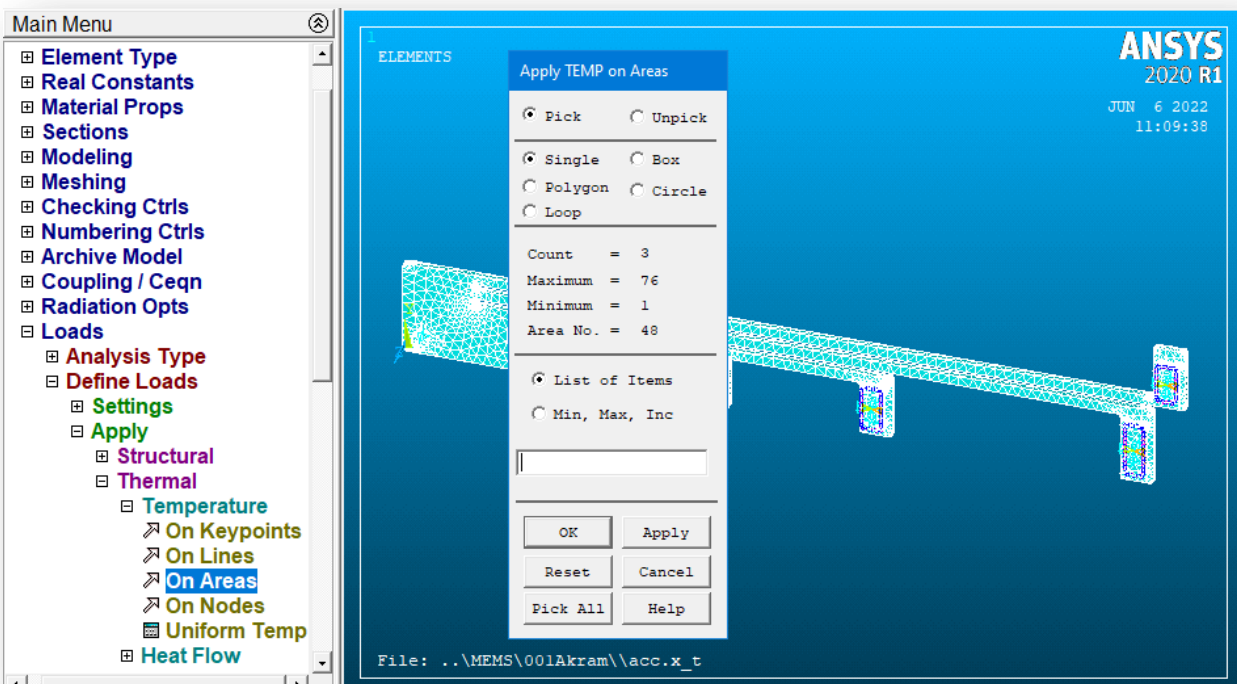 Main Menu
Element Type
Real Constants
Material Props
Sections
Modeling
Meshing
Checking Ctrls
Numbering Ctrls
Archive Model
Coupling / Ceqn
Radiation Opts
Loads
Analysis Type
Define Loads
Settings
Apply
Structural
Thermal
Temperature
On Keypoints
On Lines
On Areas
On Nodes
Uniform Temp
Heat Flow
1
ELEMENTS
ANSYS
2020 R1
JUN 6 2022
11:09:38
Apply TEMP on Areas
Pick Unpick
Single Box
Polygon Circle
Loop
Count = 3
Maximum = 76
Minimum = 1
Area No. = 48
List of Items
Min, Max, Inc
OK Apply
Reset Cancel
Pick All Help
File: ..\MEMS\001Akram\\acc.x_t